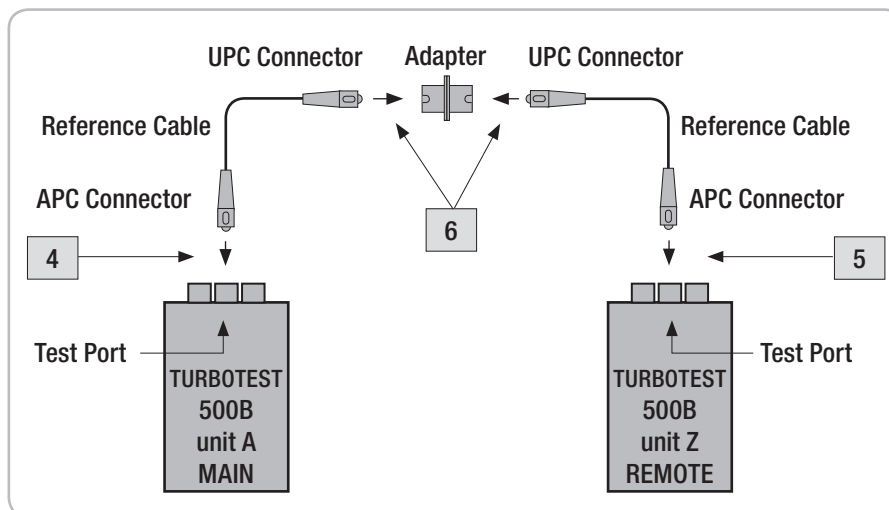 UPC Connector Adapter UPC Connector
Reference Cable Reference Cable
APC Connector APC Connector
6
4 5
Test Port Test Port
TURBOTEST TURBOTEST
500B 500B
unit A unit Z
MAIN REMOTE